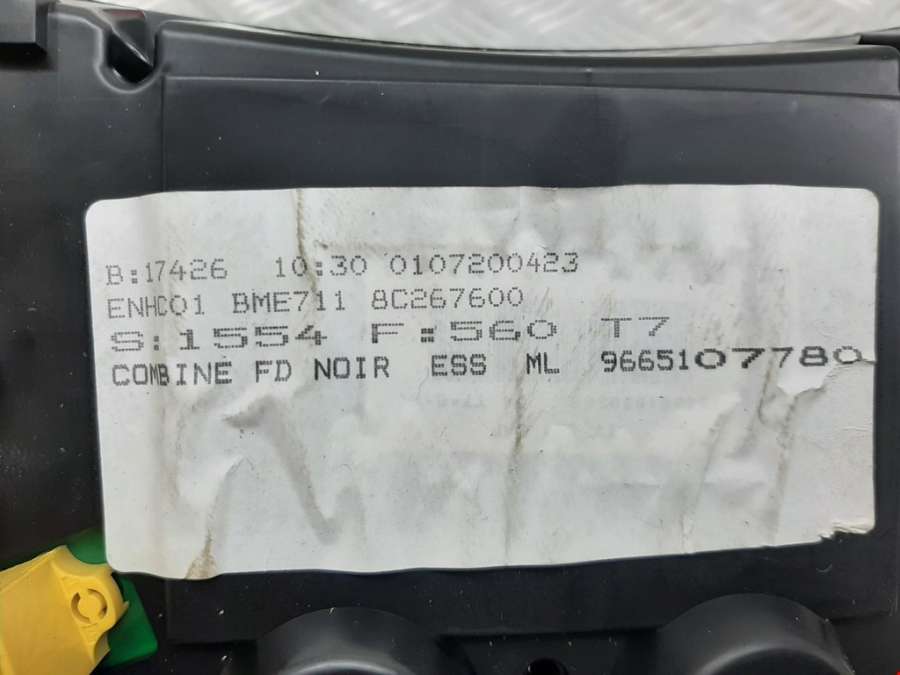 B:17426 10:30 0107200423
ENHC01 BME711 8C267600
S:1554 F:560 T7
COMBINE FD NOIR ESS ML 9665107780